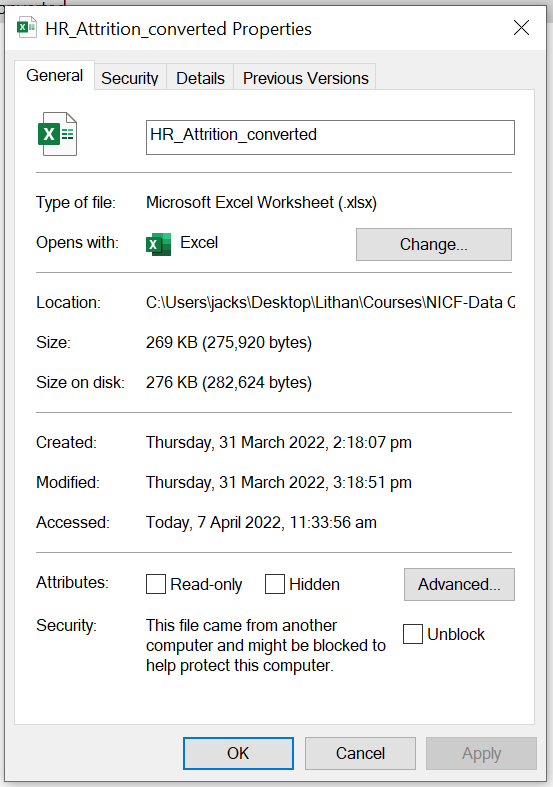 HR_Attrition_converted Properties
General Security Details Previous Versions
HR_Attrition_converted
Type of file: Microsoft Excel Worksheet (.xlsx)
Opens with: Excel Change...
Location: C:\Users\jacks\Desktop\Lithan\Courses\NICF-Data Q
Size: 269 KB (275,920 bytes)
Size on disk: 276 KB (282,624 bytes)
Created: Thursday, 31 March 2022, 2:18:07 pm
Modified: Thursday, 31 March 2022, 3:18:51 pm
Accessed: Today, 7 April 2022, 11:33:56 am
Attributes: Read-only Hidden Advanced...
Security: This file came from another
computer and might be blocked to
help protect this computer.
Unblock
OK Cancel Apply